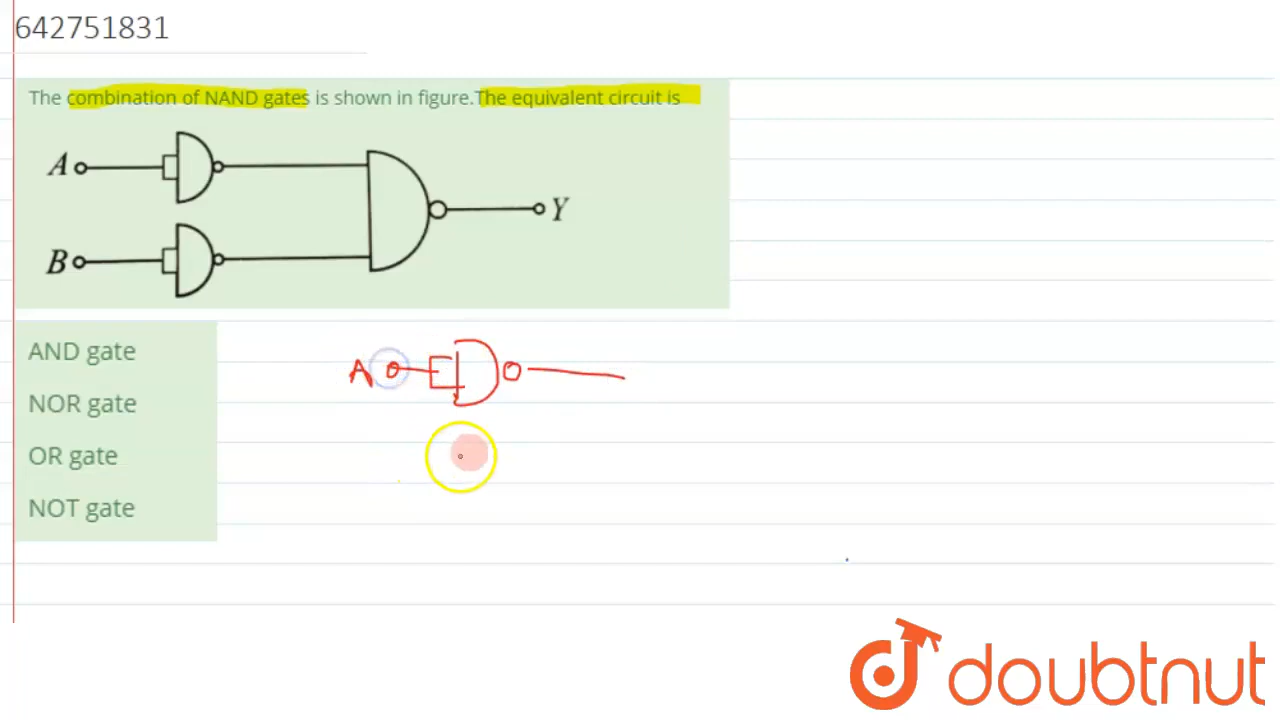 642751831
The combination of NAND gates is shown in figure.The equivalent circuit is
A
Y
B
AND gate
NOR gate
OR gate
NOT gate
A
doubtnut